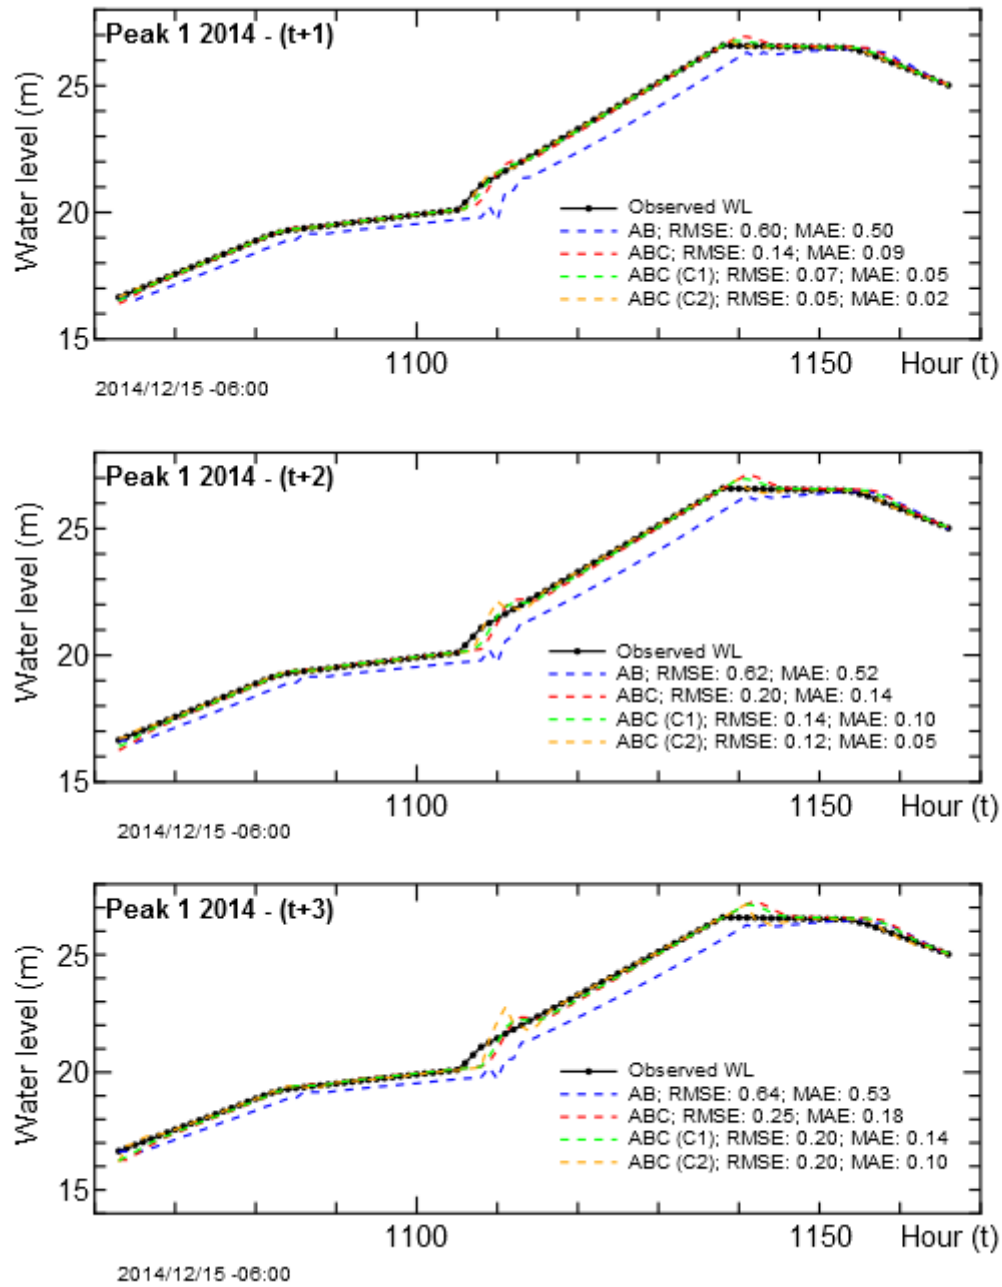 Peak 1 2014 - (t+1)
Water level (m)
25
20
15
Observed WL
AB; RMSE: 0.60; MAE: 0.50
ABC; RMSE: 0.14; MAE: 0.09
ABC (C1); RMSE: 0.07; MAE: 0.05
ABC (C2); RMSE: 0.05; MAE: 0.02
1100 1150 Hour (t)
2014/12/15 -06:00
Peak 1 2014 - (t+2)
Water level (m)
25
20
15
Observed WL
AB; RMSE: 0.62; MAE: 0.52
ABC; RMSE: 0.20; MAE: 0.14
ABC (C1); RMSE: 0.14; MAE: 0.10
ABC (C2); RMSE: 0.12; MAE: 0.05
1100 1150 Hour (t)
2014/12/15 -06:00
Peak 1 2014 - (t+3)
Water level (m)
25
20
15
Observed WL
AB; RMSE: 0.64; MAE: 0.53
ABC; RMSE: 0.25; MAE: 0.18
ABC (C1); RMSE: 0.20; MAE: 0.14
ABC (C2); RMSE: 0.20; MAE: 0.10
1100 1150 Hour (t)
2014/12/15 -06:00